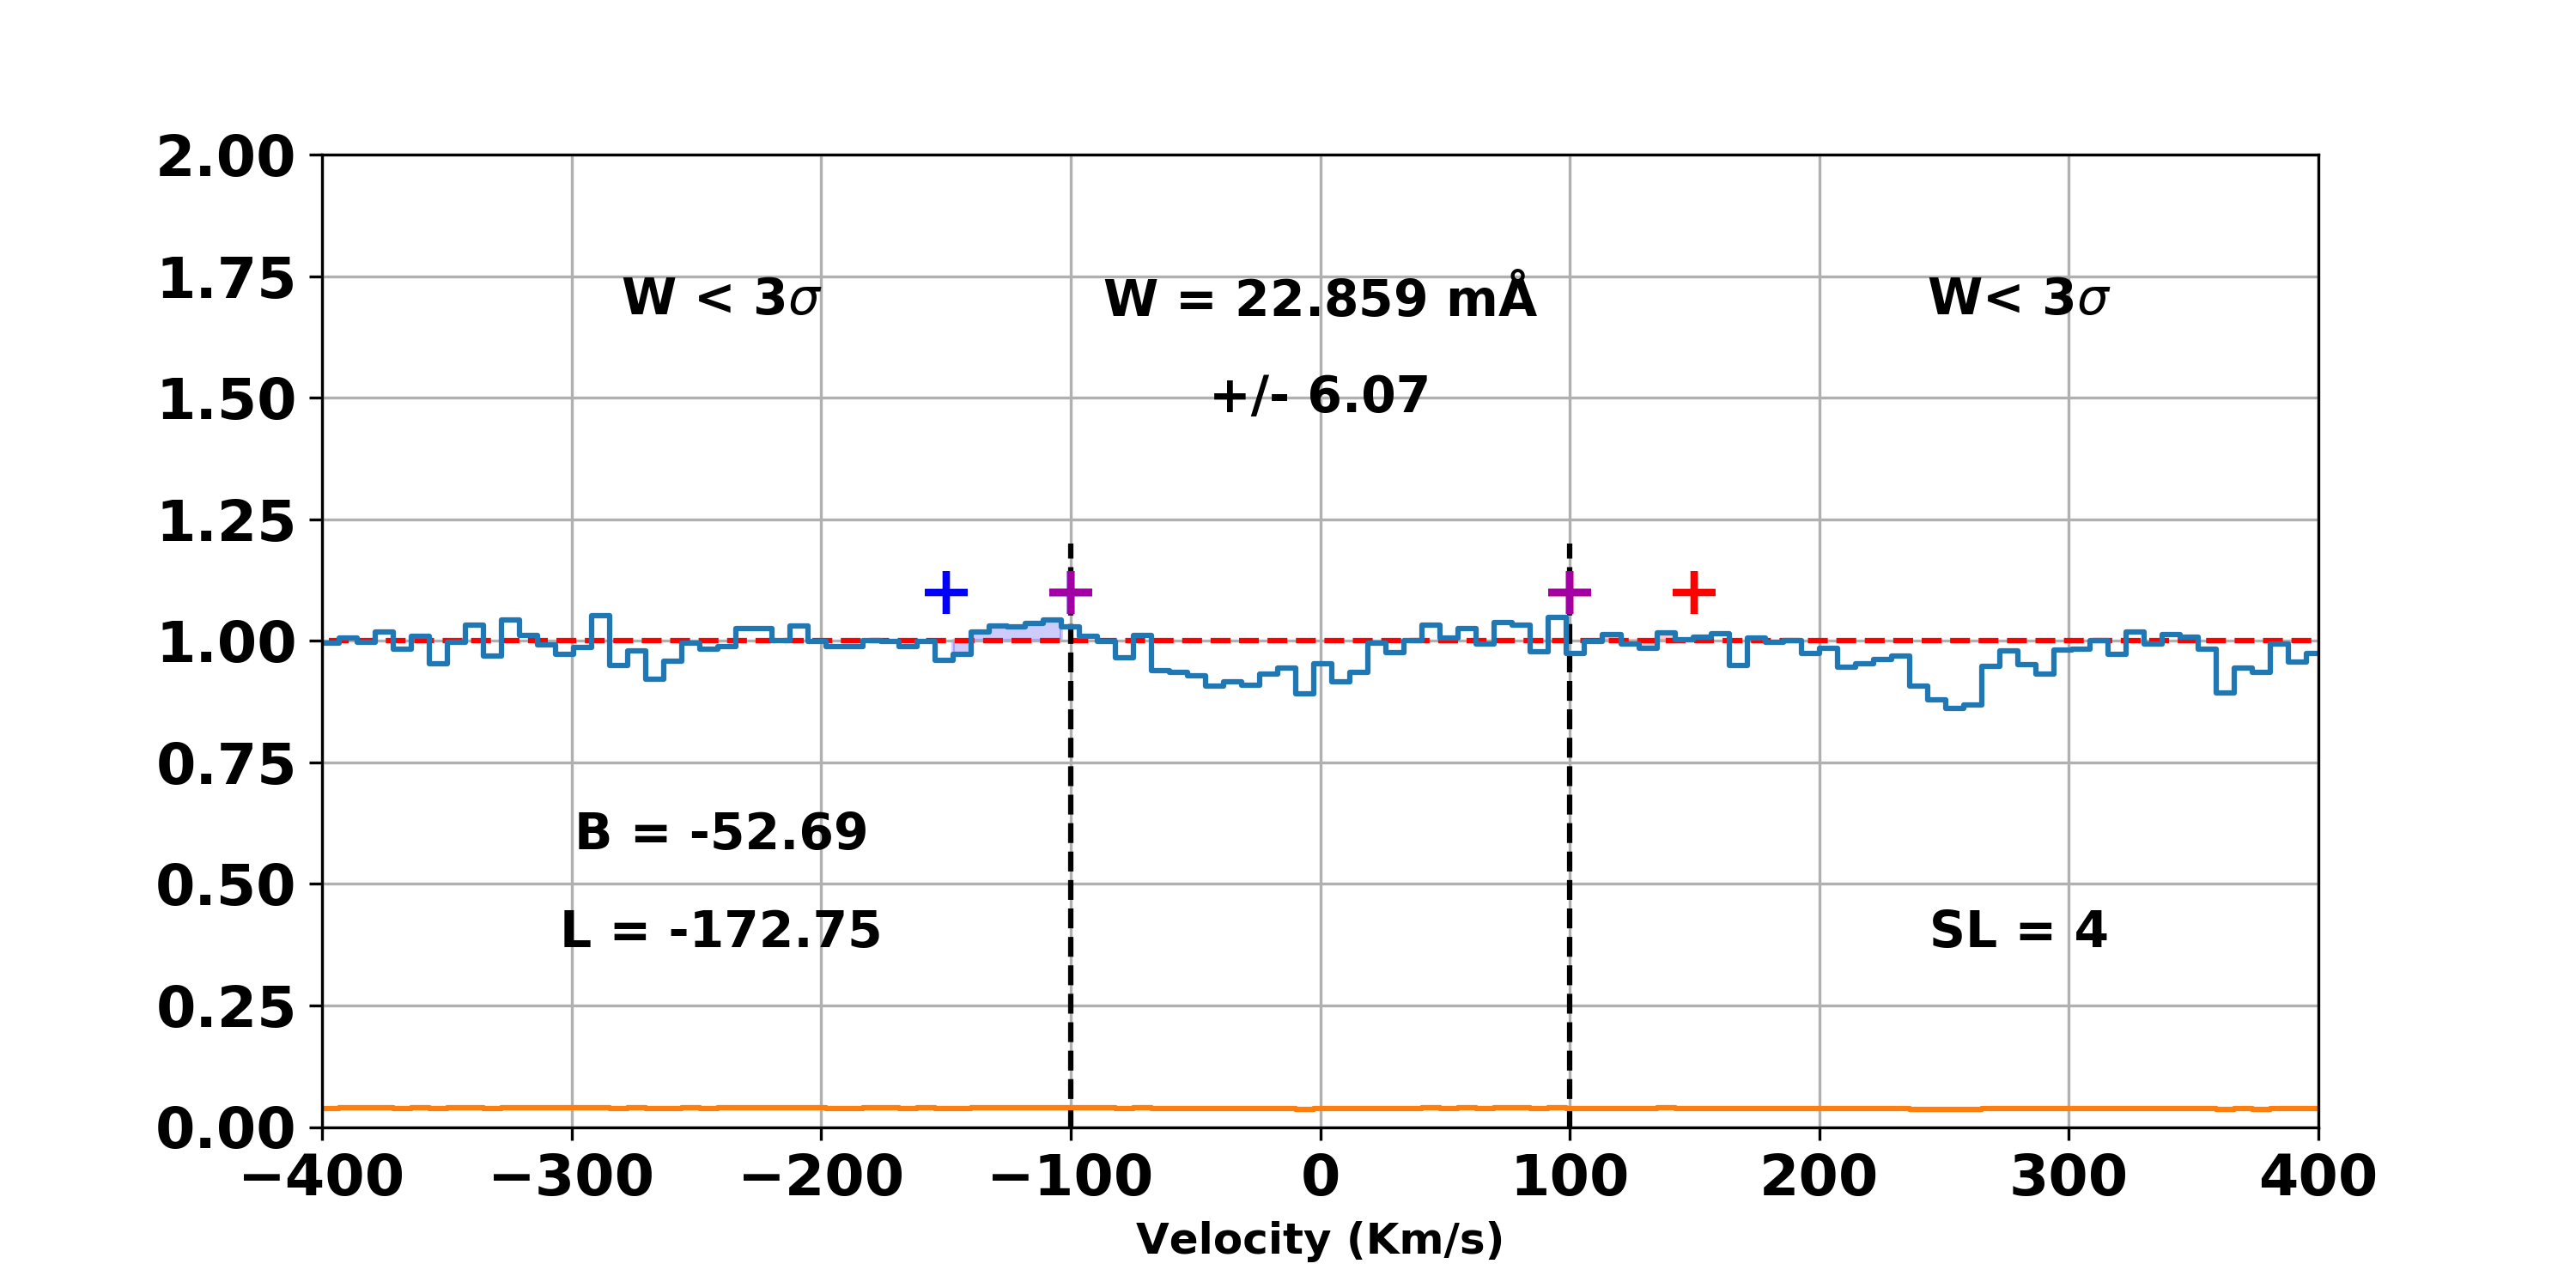 2.00
1.75
1.50
1.25
1.00
0.75
0.50
0.25
0.00
W < 3σ
W = 22.859 mÅ
+/- 6.07
W< 3σ
B = -52.69
L = -172.75
SL = 4
−400 −300 −200 −100 0 100 200 300 400
Velocity (Km/s)